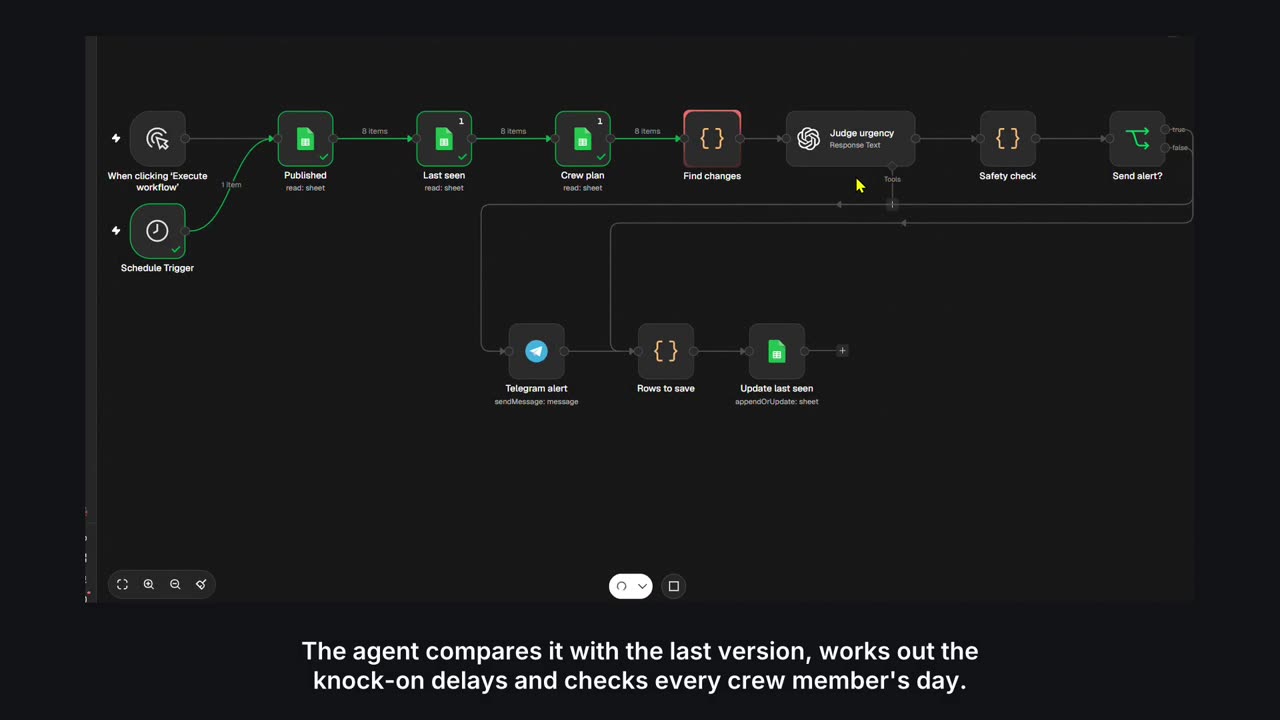 When clicking 'Execute
workflow'
Schedule Trigger
1 item
Published
read: sheet
8 items
1
Last seen
read: sheet
8 items
1
Crew plan
read: sheet
8 items
Find changes
Judge urgency
Response Text
Tools
Safety check
Send alert?
true
false
Telegram alert
sendMessage: message
Rows to save
Update last seen
appendOrUpdate: sheet
The agent compares it with the last version, works out the
knock-on delays and checks every crew member's day.